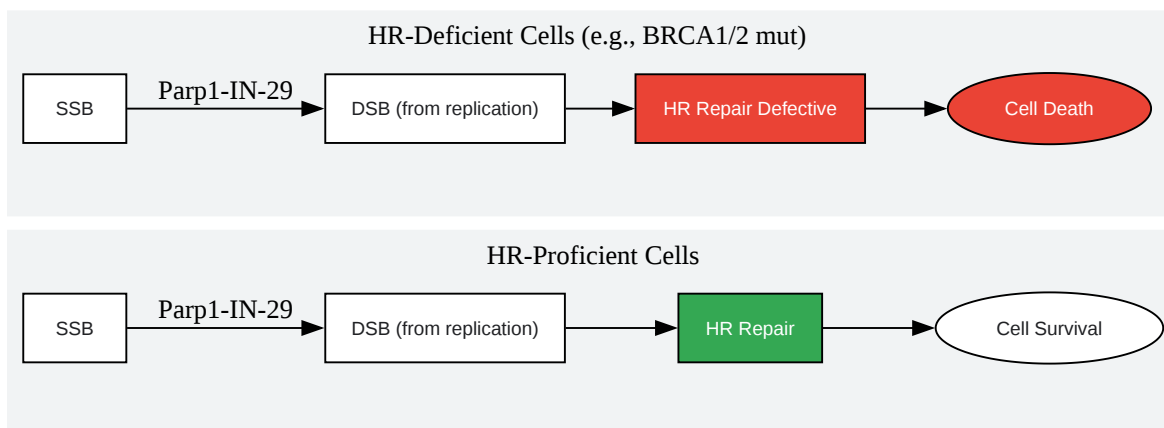 HR-Deficient Cells (e.g., BRCA1/2 mut)
SSB
Parp1-IN-29
DSB (from replication)
HR Repair Defective
Cell Death
HR-Proficient Cells
SSB
Parp1-IN-29
DSB (from replication)
HR Repair
Cell Survival